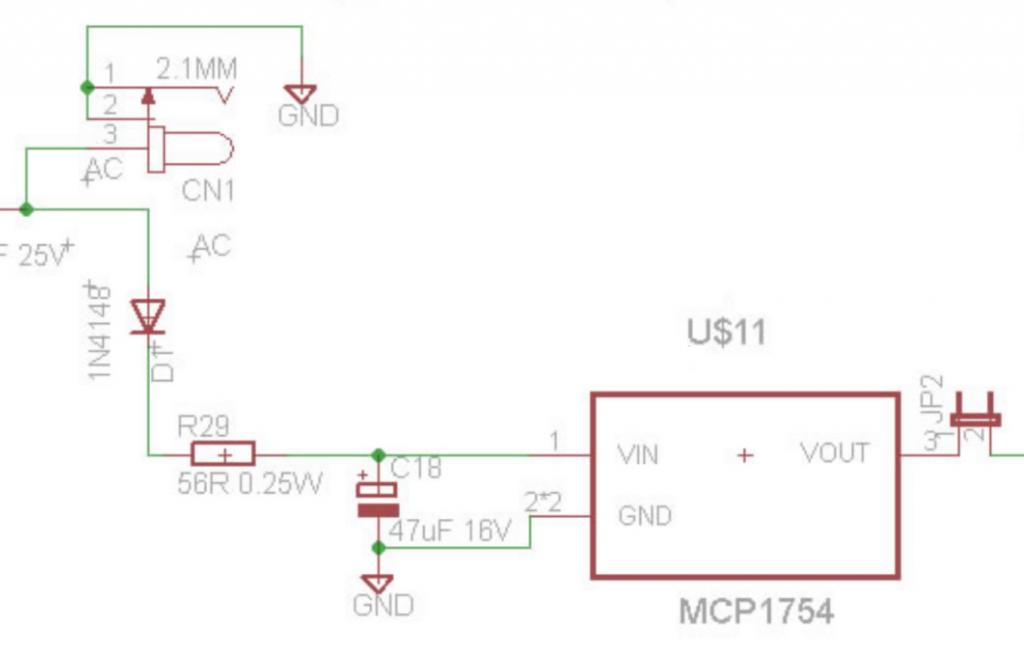 1
2.1MM
2
3
GND
AC
CN1
F 25V
AC
1N4148
D1
U$11
JP2
R29
56R 0.25W
C18
1
VIN
VOUT
3
1
2
2*2
GND
47uF 16V
GND
MCP1754